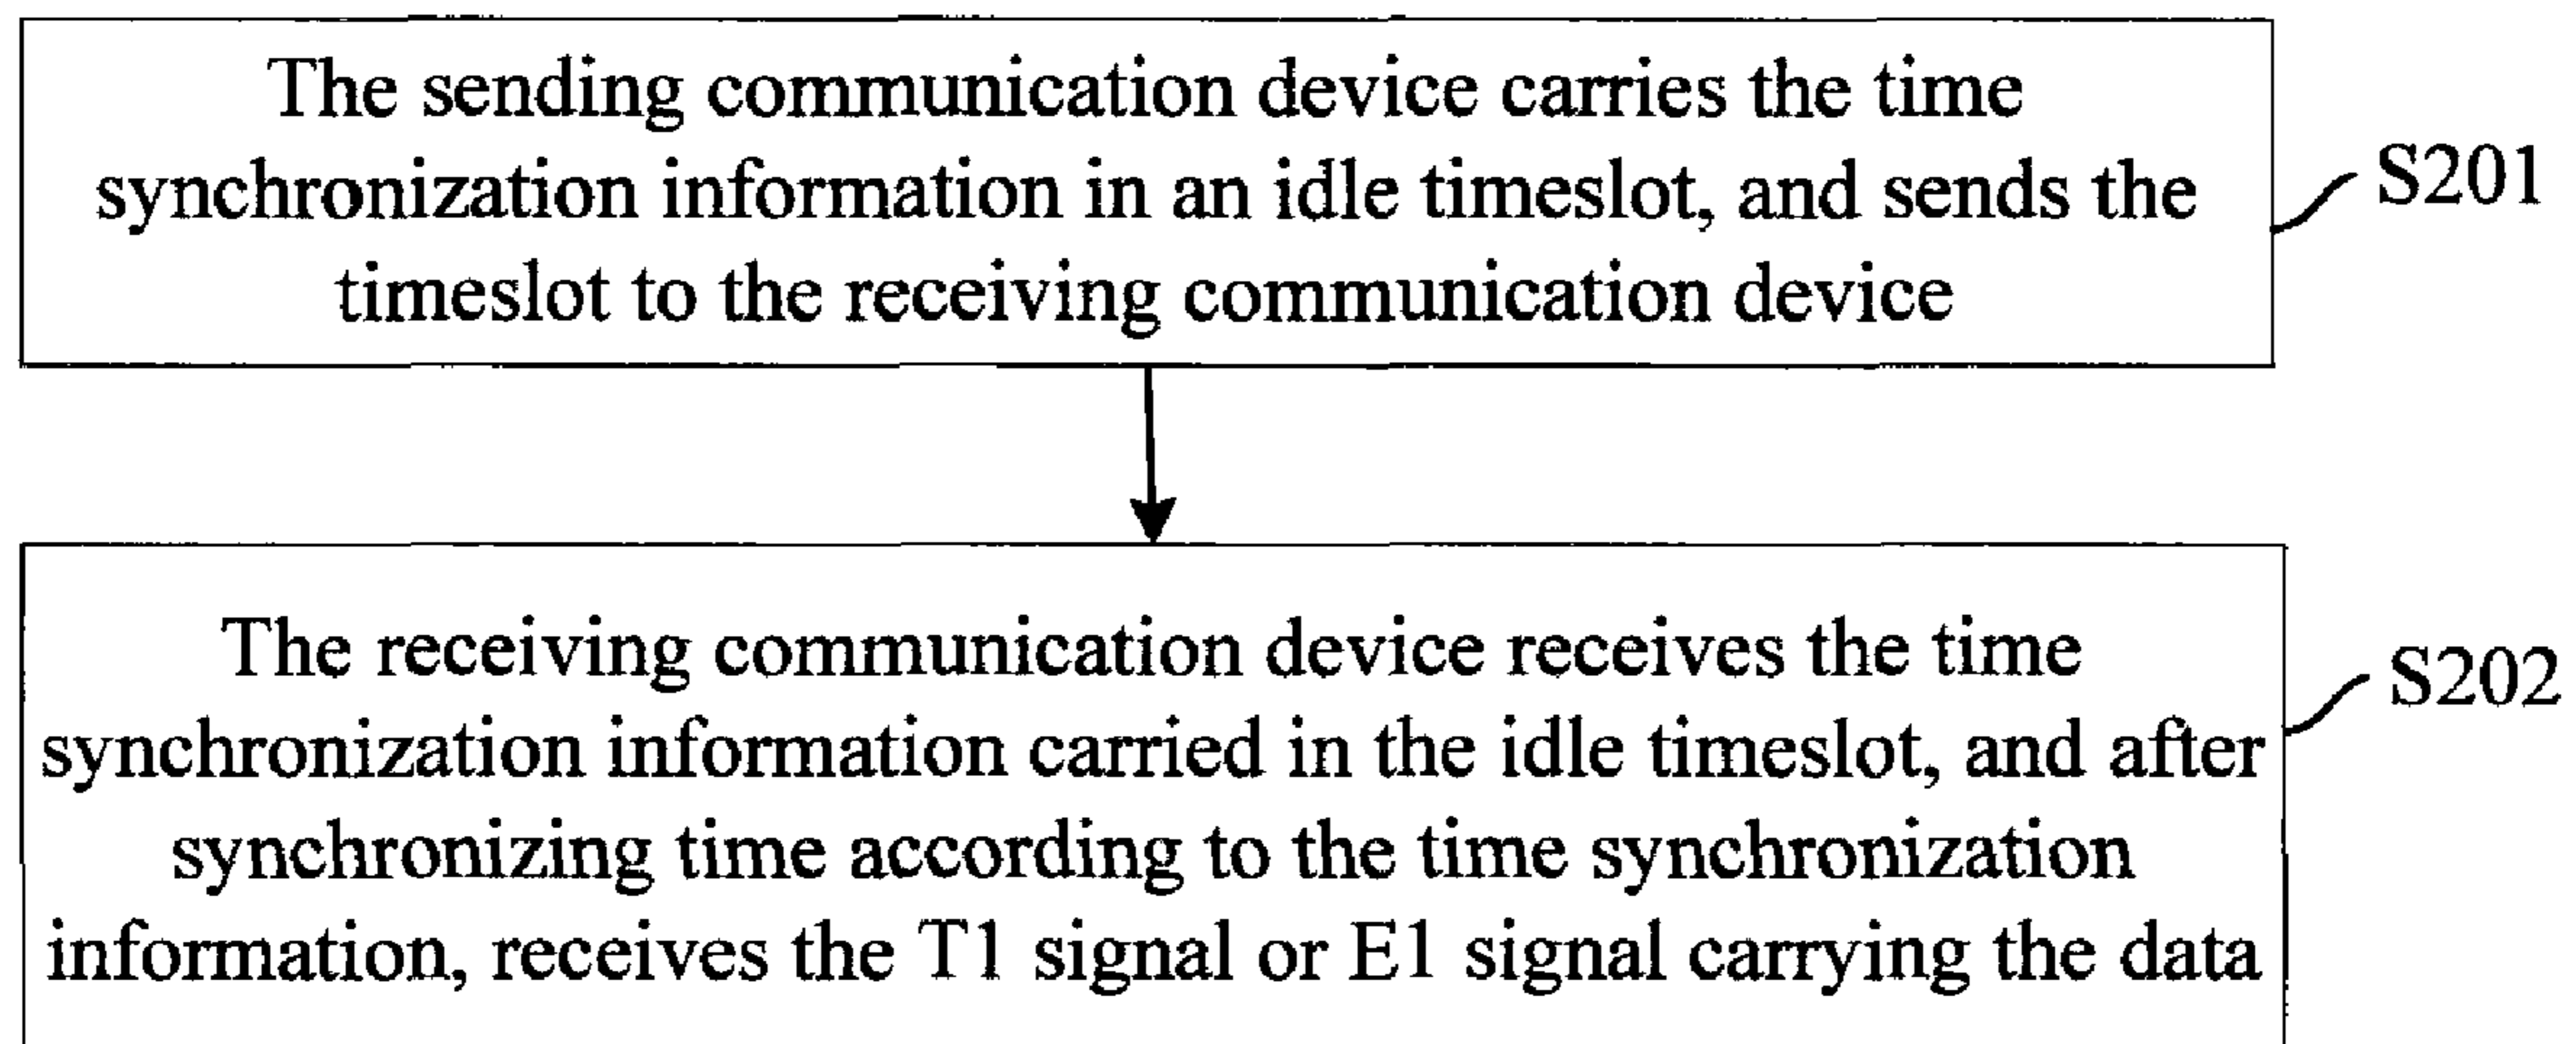 The sending communication device carries the time
synchronization information in an idle timeslot, and sends the
timeslot to the receiving communication device
S201
The receiving communication device receives the time
synchronization information carried in the idle timeslot, and after
synchronizing time according to the time synchronization
information, receives the T1 signal or E1 signal carrying the data
S202